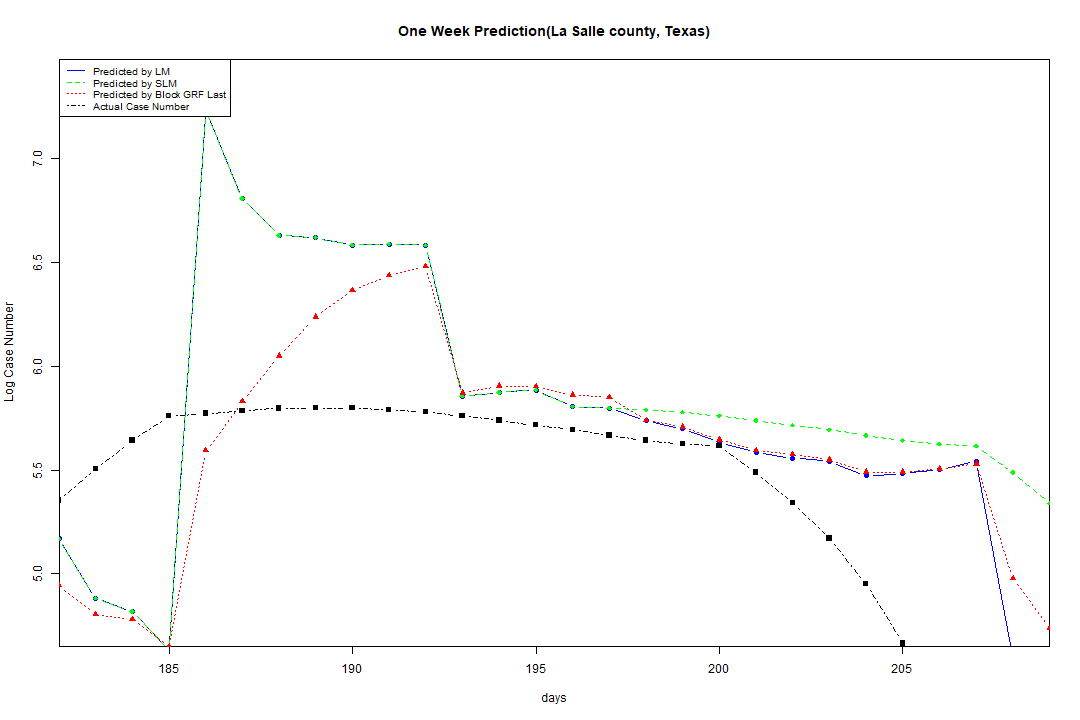 One Week Prediction(La Salle county, Texas)
Predicted by LM
Predicted by SLM
Predicted by Block GRF Last
Actual Case Number
7.0
6.5
6.0
5.5
5.0
Log Case Number
185 190 195 200 205
days